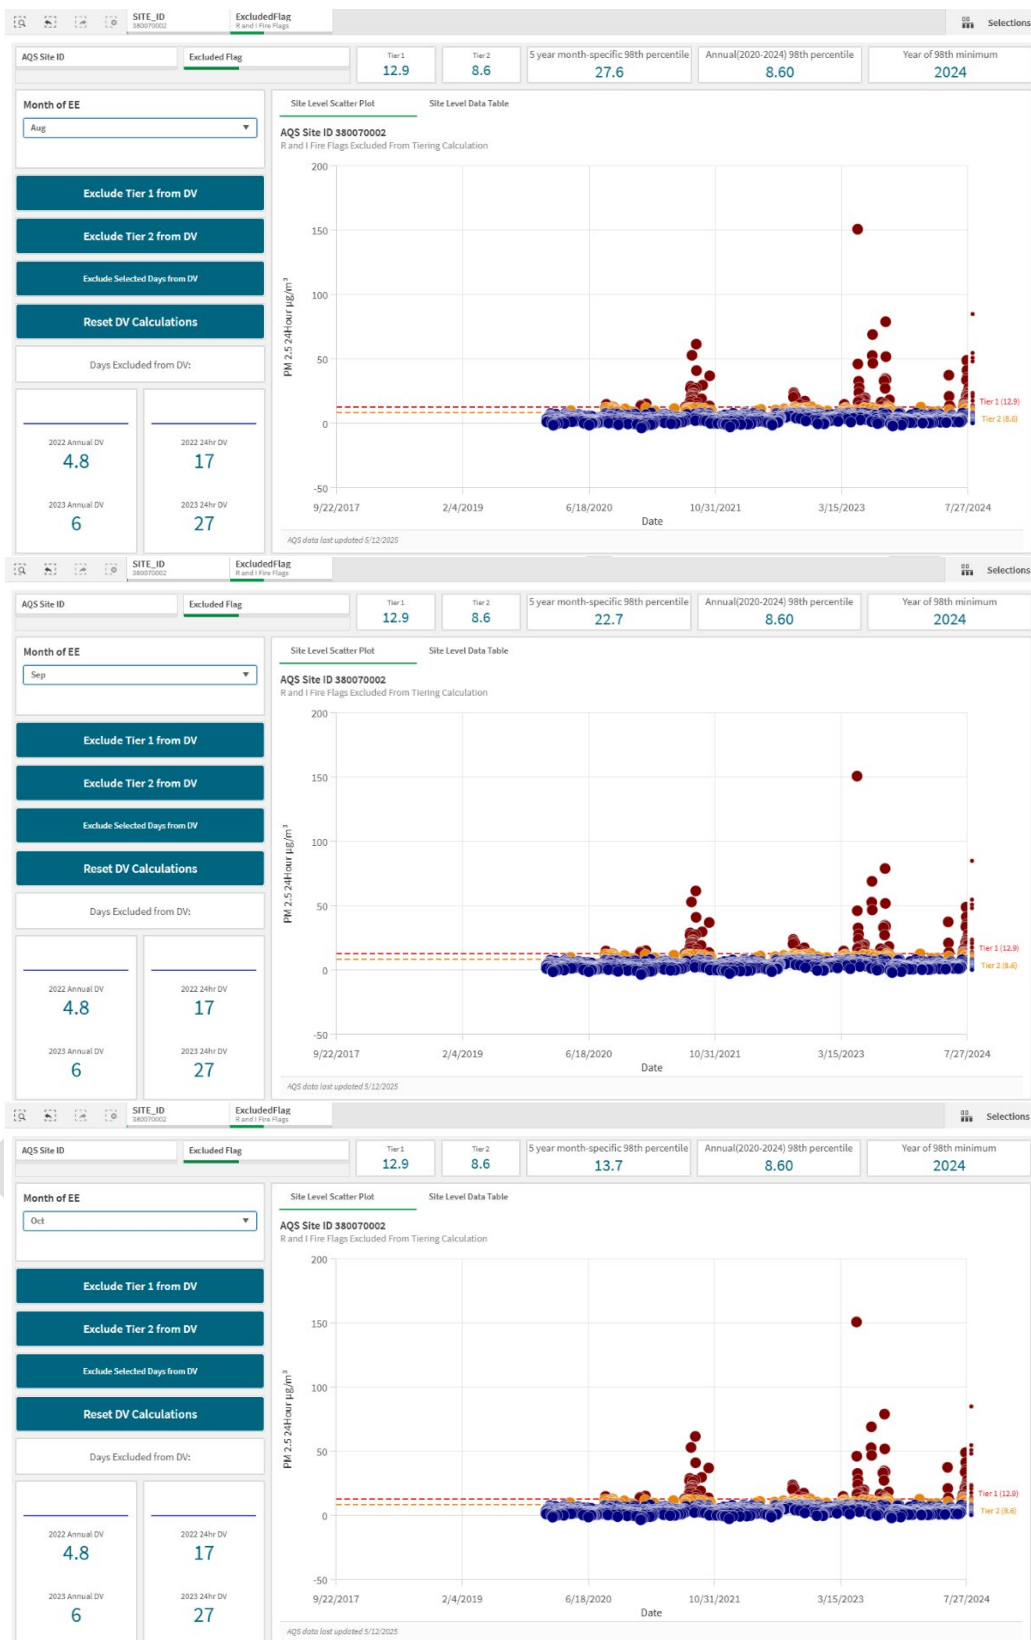 SITE_ID
380070002
ExcludedFlag
R and I Fire Flags
Selections
AQS Site ID
Excluded Flag
Tier 1
12.9
Tier 2
8.6
5 year month-specific 98th percentile
27.6
Annual(2020-2024) 98th percentile
8.60
Year of 98th minimum
2024
Month of EE
Aug
Exclude Tier 1 from DV
Exclude Tier 2 from DV
Exclude Selected Days from DV
Reset DV Calculations
Days Excluded from DV:
2022 Annual DV
4.8
2023 Annual DV
6
2022 24hr DV
17
2023 24hr DV
27
Site Level Scatter Plot
Site Level Data Table
AQS Site ID 380070002
R and I Fire Flags Excluded From Tiering Calculation
PM 2.5 24Hour µg/m³
200
150
100
50
0
-50
Tier 1 (12.9)
Tier 2 (8.6)
9/22/2017
2/4/2019
6/18/2020
10/31/2021
3/15/2023
7/27/2024
Date
AQS data last updated 5/12/2025
SITE_ID
380070002
ExcludedFlag
R and I Fire Flags
Selections
AQS Site ID
Excluded Flag
Tier 1
12.9
Tier 2
8.6
5 year month-specific 98th percentile
22.7
Annual(2020-2024) 98th percentile
8.60
Year of 98th minimum
2024
Month of EE
Sep
Exclude Tier 1 from DV
Exclude Tier 2 from DV
Exclude Selected Days from DV
Reset DV Calculations
Days Excluded from DV:
2022 Annual DV
4.8
2023 Annual DV
6
2022 24hr DV
17
2023 24hr DV
27
Site Level Scatter Plot
Site Level Data Table
AQS Site ID 380070002
R and I Fire Flags Excluded From Tiering Calculation
PM 2.5 24Hour µg/m³
200
150
100
50
0
-50
Tier 1 (12.9)
Tier 2 (8.6)
9/22/2017
2/4/2019
6/18/2020
10/31/2021
3/15/2023
7/27/2024
Date
AQS data last updated 5/12/2025
SITE_ID
380070002
ExcludedFlag
R and I Fire Flags
Selections
AQS Site ID
Excluded Flag
Tier 1
12.9
Tier 2
8.6
5 year month-specific 98th percentile
13.7
Annual(2020-2024) 98th percentile
8.60
Year of 98th minimum
2024
Month of EE
Oct
Exclude Tier 1 from DV
Exclude Tier 2 from DV
Exclude Selected Days from DV
Reset DV Calculations
Days Excluded from DV:
2022 Annual DV
4.8
2023 Annual DV
6
2022 24hr DV
17
2023 24hr DV
27
Site Level Scatter Plot
Site Level Data Table
AQS Site ID 380070002
R and I Fire Flags Excluded From Tiering Calculation
PM 2.5 24Hour µg/m³
200
150
100
50
0
-50
Tier 1 (12.9)
Tier 2 (8.6)
9/22/2017
2/4/2019
6/18/2020
10/31/2021
3/15/2023
7/27/2024
Date
AQS data last updated 5/12/2025